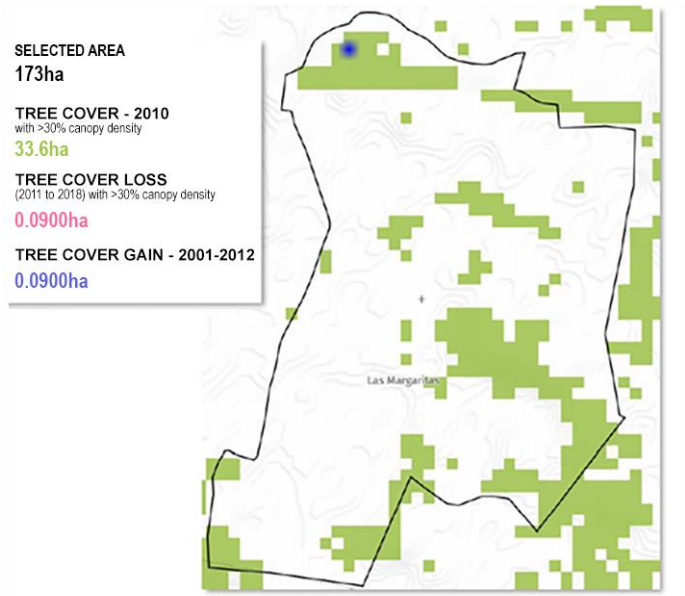 SELECTED AREA
173ha
TREE COVER - 2010
with >30% canopy density
33.6ha
TREE COVER LOSS
(2011 to 2018) with >30% canopy density
0.0900ha
TREE COVER GAIN - 2001-2012
0.0900ha
Las Margaritas